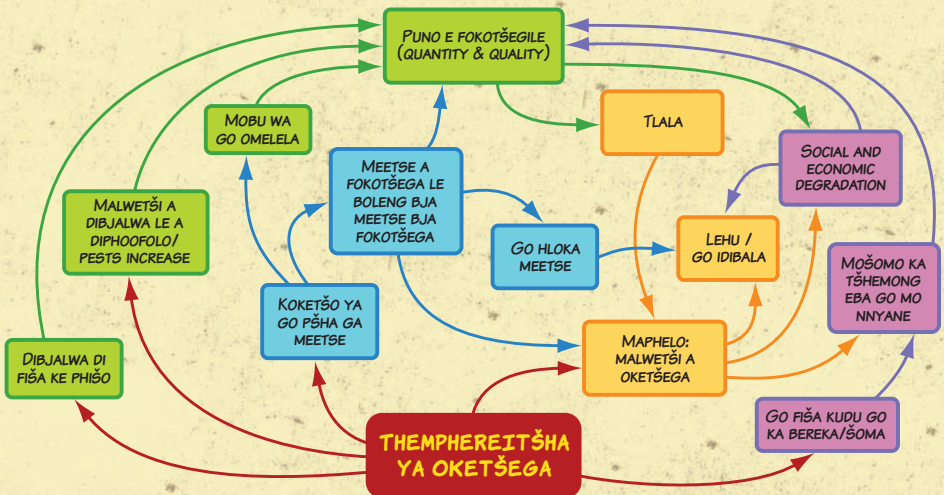 PUNO E FOKOTŠEGILE
(QUANTITY & QUALITY)
MOBU WA
GO OMELELA
TLALA
MEETSE A
FOKOTŠEGA LE
BOLENG BJA
MEETSE BJA
FOKOTŠEGA
SOCIAL AND
ECONOMIC
DEGRADATION
MALWETŠI A
DIBJALWA LE A
DIPHOOFOLO/
PESTS INCREASE
GO HLOKA
MEETSE
LEHU /
GO IDIBALA
MOŠOMO KA
TŠHEMONG
EBA GO MO
NNYANE
KOKETŠO YA
GO PŠHA GA
MEETSE
DIBJALWA DI
FIŠA KE PHIŠO
MAPHELO:
MALWETŠI A
OKETŠEGA
GO FIŠA KUDU GO
KA BEREKA/ŠOMA
THEMPHEREITŠHA
YA OKETŠEGA